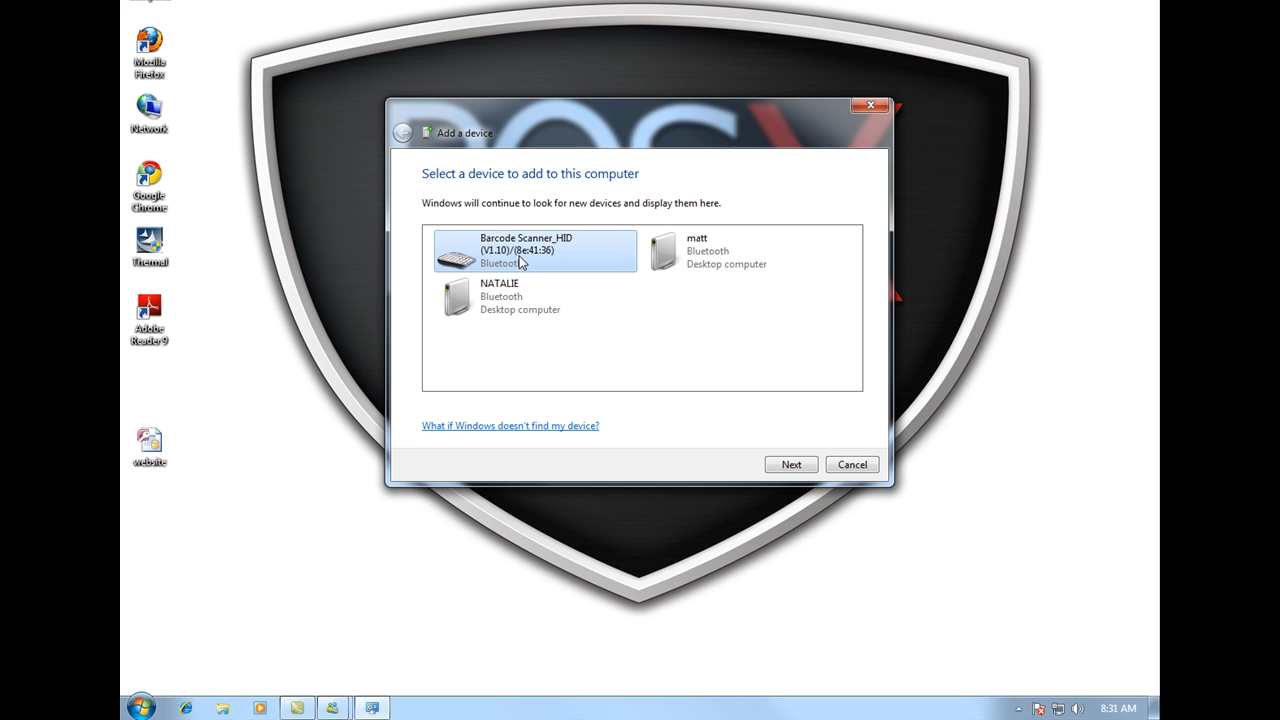 Mozilla
Firefox
Network
Google
Chrome
Thermal
Adobe
Reader 9
website
Add a device
Select a device to add to this computer
Windows will continue to look for new devices and display them here.
Barcode Scanner_HID
(V1.10)/(8e:41:36)
Bluetooth
matt
Bluetooth
Desktop computer
NATALIE
Bluetooth
Desktop computer
What if Windows doesn't find my device?
Next
Cancel
8:31 AM